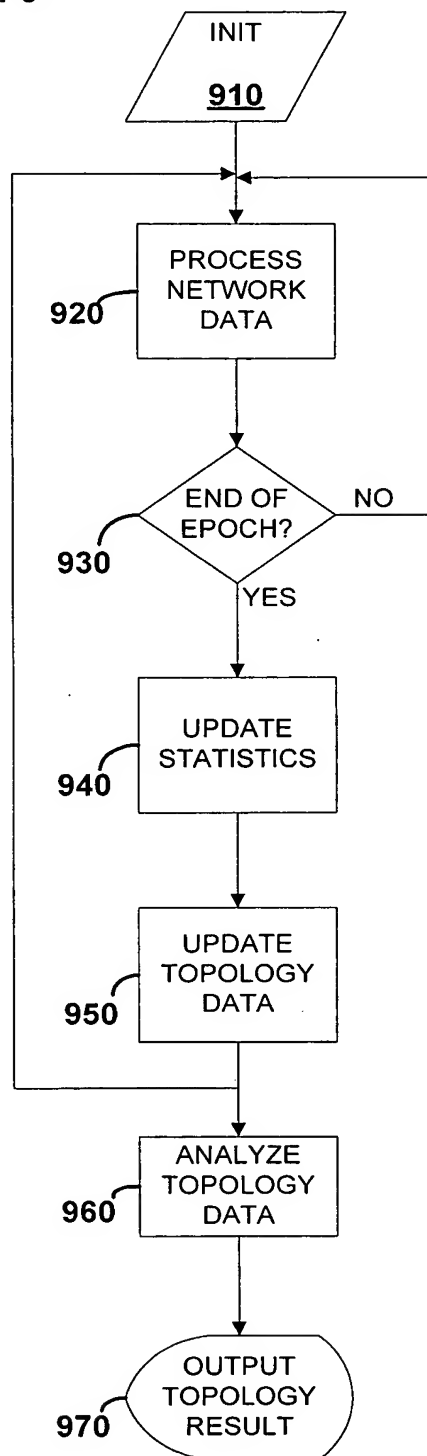 INIT
910
PROCESS
NETWORK
DATA
920
END OF
EPOCH?
NO
930
YES
UPDATE
STATISTICS
940
UPDATE
TOPOLOGY
DATA
950
ANALYZE
TOPOLOGY
DATA
960
OUTPUT
TOPOLOGY
RESULT
970